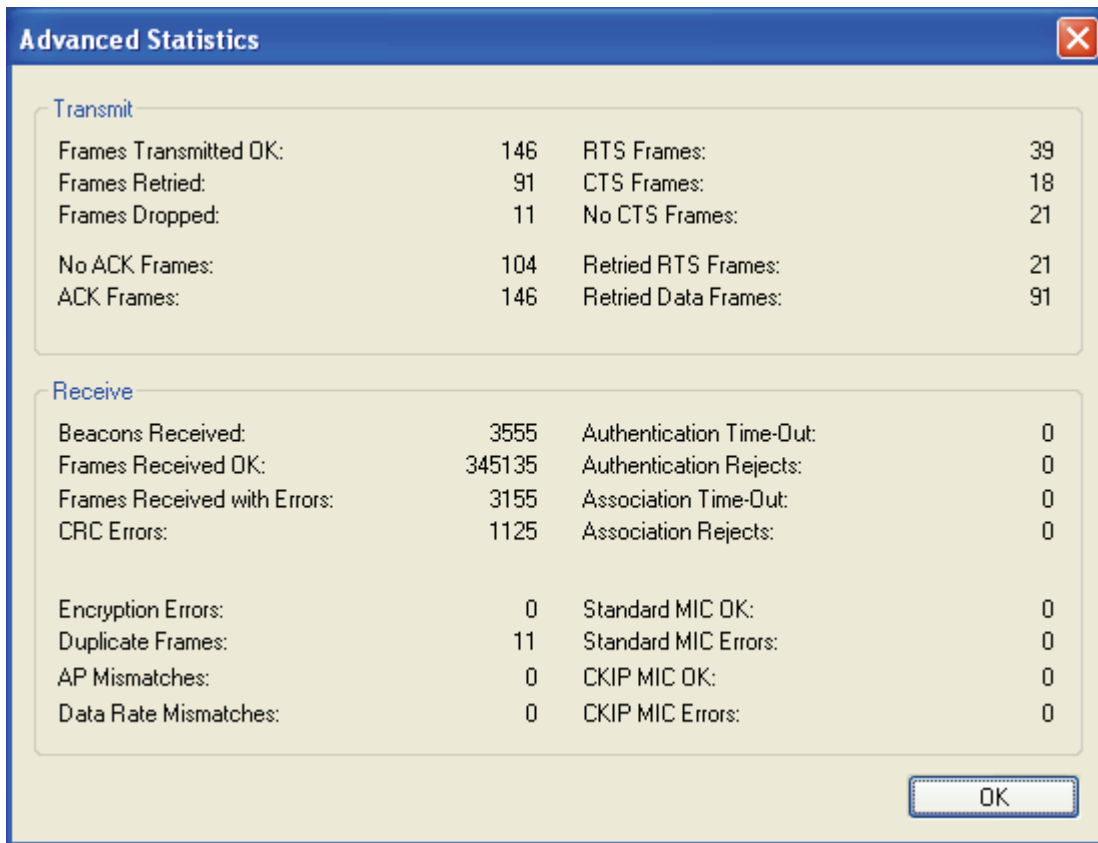 Advanced Statistics
Transmit
Frames Transmitted OK: 146 RTS Frames: 39
Frames Retried: 91 CTS Frames: 18
Frames Dropped: 11 No CTS Frames: 21
No ACK Frames: 104 Retried RTS Frames: 21
ACK Frames: 146 Retried Data Frames: 91
Receive
Beacons Received: 3555 Authentication Time-Out: 0
Frames Received OK: 345135 Authentication Rejects: 0
Frames Received with Errors: 3155 Association Time-Out: 0
CRC Errors: 1125 Association Rejects: 0
Encryption Errors: 0 Standard MIC OK: 0
Duplicate Frames: 11 Standard MIC Errors: 0
AP Mismatches: 0 CKIP MIC OK: 0
Data Rate Mismatches: 0 CKIP MIC Errors: 0
OK